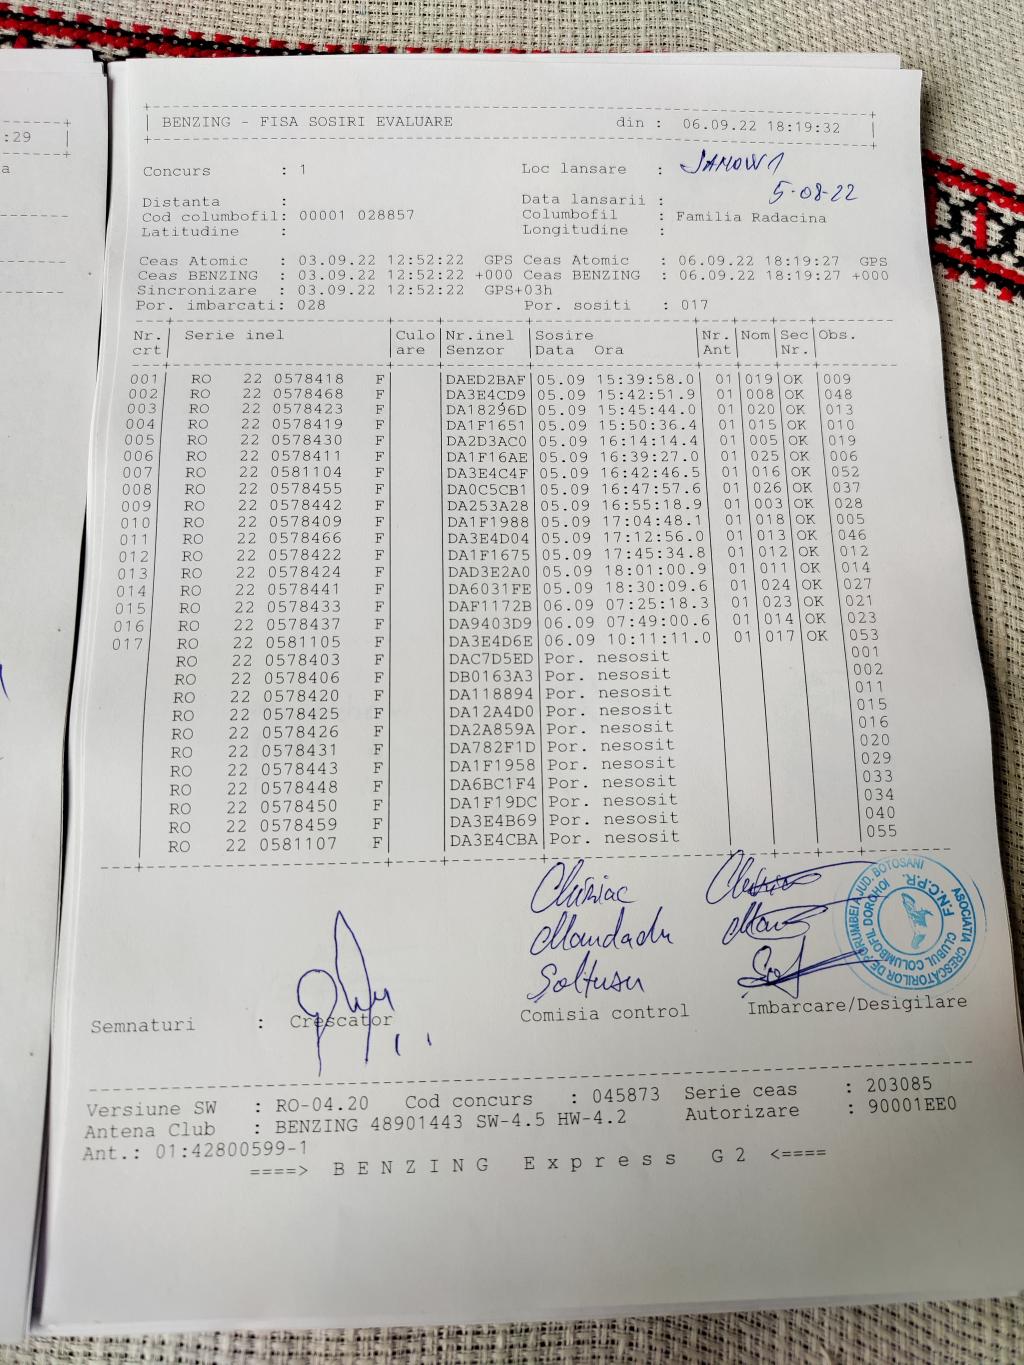 :29
a
BENZING - FISA SOSIRI EVALUARE din : 06.09.22 18:19:32
Concurs : 1 Loc lansare : JANOW 1
5-08-22
Distanta : Data lansarii :
Cod columbofil: 00001 028857 Columbofil : Familia Radacina
Latitudine : Longitudine :
Ceas Atomic : 03.09.22 12:52:22 GPS Ceas Atomic : 06.09.22 18:19:27 GPS
Ceas BENZING : 03.09.22 12:52:22 +000 Ceas BENZING : 06.09.22 18:19:27 +000
Sincronizare : 03.09.22 12:52:22 GPS+03h
Por. imbarcati: 028 Por. sositi : 017
Nr. Serie inel Culo Nr.inel Sosire Nr. Nom Sec Obs.
crt are Senzor Data Ora Ant Nr.
001 RO 22 0578418 F DAED2BAF 05.09 15:39:58.0 01 019 OK 009
002 RO 22 0578468 F DA3E4CD9 05.09 15:42:51.9 01 008 OK 048
003 RO 22 0578423 F DA18296D 05.09 15:45:44.0 01 020 OK 013
004 RO 22 0578419 F DA1F1651 05.09 15:50:36.4 01 015 OK 010
005 RO 22 0578430 F DA2D3AC0 05.09 16:14:14.4 01 005 OK 019
006 RO 22 0578411 F DA1F16AE 05.09 16:39:27.0 01 025 OK 006
007 RO 22 0581104 F DA3E4C4F 05.09 16:42:46.5 01 016 OK 052
008 RO 22 0578455 F DA0C5CB1 05.09 16:47:57.6 01 026 OK 037
009 RO 22 0578442 F DA253A28 05.09 16:55:18.9 01 003 OK 028
010 RO 22 0578409 F DA1F1988 05.09 17:04:48.1 01 018 OK 005
011 RO 22 0578466 F DA3E4D04 05.09 17:12:56.0 01 013 OK 046
012 RO 22 0578422 F DA1F1675 05.09 17:45:34.8 01 012 OK 012
013 RO 22 0578424 F DAD3E2A0 05.09 18:01:00.9 01 011 OK 014
014 RO 22 0578441 F DA6031FE 05.09 18:30:09.6 01 024 OK 027
015 RO 22 0578433 F DAF1172B 06.09 07:25:18.3 01 023 OK 021
016 RO 22 0578437 F DA9403D9 06.09 07:49:00.6 01 014 OK 023
017 RO 22 0581105 F DA3E4D6E 06.09 10:11:11.0 01 017 OK 053
RO 22 0578403 F DAC7D5ED Por. nesosit 001
RO 22 0578406 F DB0163A3 Por. nesosit 002
RO 22 0578420 F DA118894 Por. nesosit 011
RO 22 0578425 F DA12A4D0 Por. nesosit 015
RO 22 0578426 F DA2A859A Por. nesosit 016
RO 22 0578431 F DA782F1D Por. nesosit 020
RO 22 0578443 F DA1F1958 Por. nesosit 029
RO 22 0578448 F DA6BC1F4 Por. nesosit 033
RO 22 0578450 F DA1F19DC Por. nesosit 034
RO 22 0578459 F DA3E4B69 Por. nesosit 040
RO 22 0581107 F DA3E4CBA Por. nesosit 055
Chiriac
Mandachi
Soltusu
ASOCIATIA CRESCATORILOR DE PORUMBEI A JUD. BOTOSANI
CLUBUL COLUMBOFIL DOROHOI
F.N.C.P.R.
Semnaturi : Crescator Comisia control Imbarcare/Desigilare
Versiune SW : RO-04.20 Cod concurs : 045873 Serie ceas : 203085
Antena Club : BENZING 48901443 SW-4.5 HW-4.2 Autorizare : 90001EE0
Ant.: 01:42800599-1
====> BENZING Express G2 <====